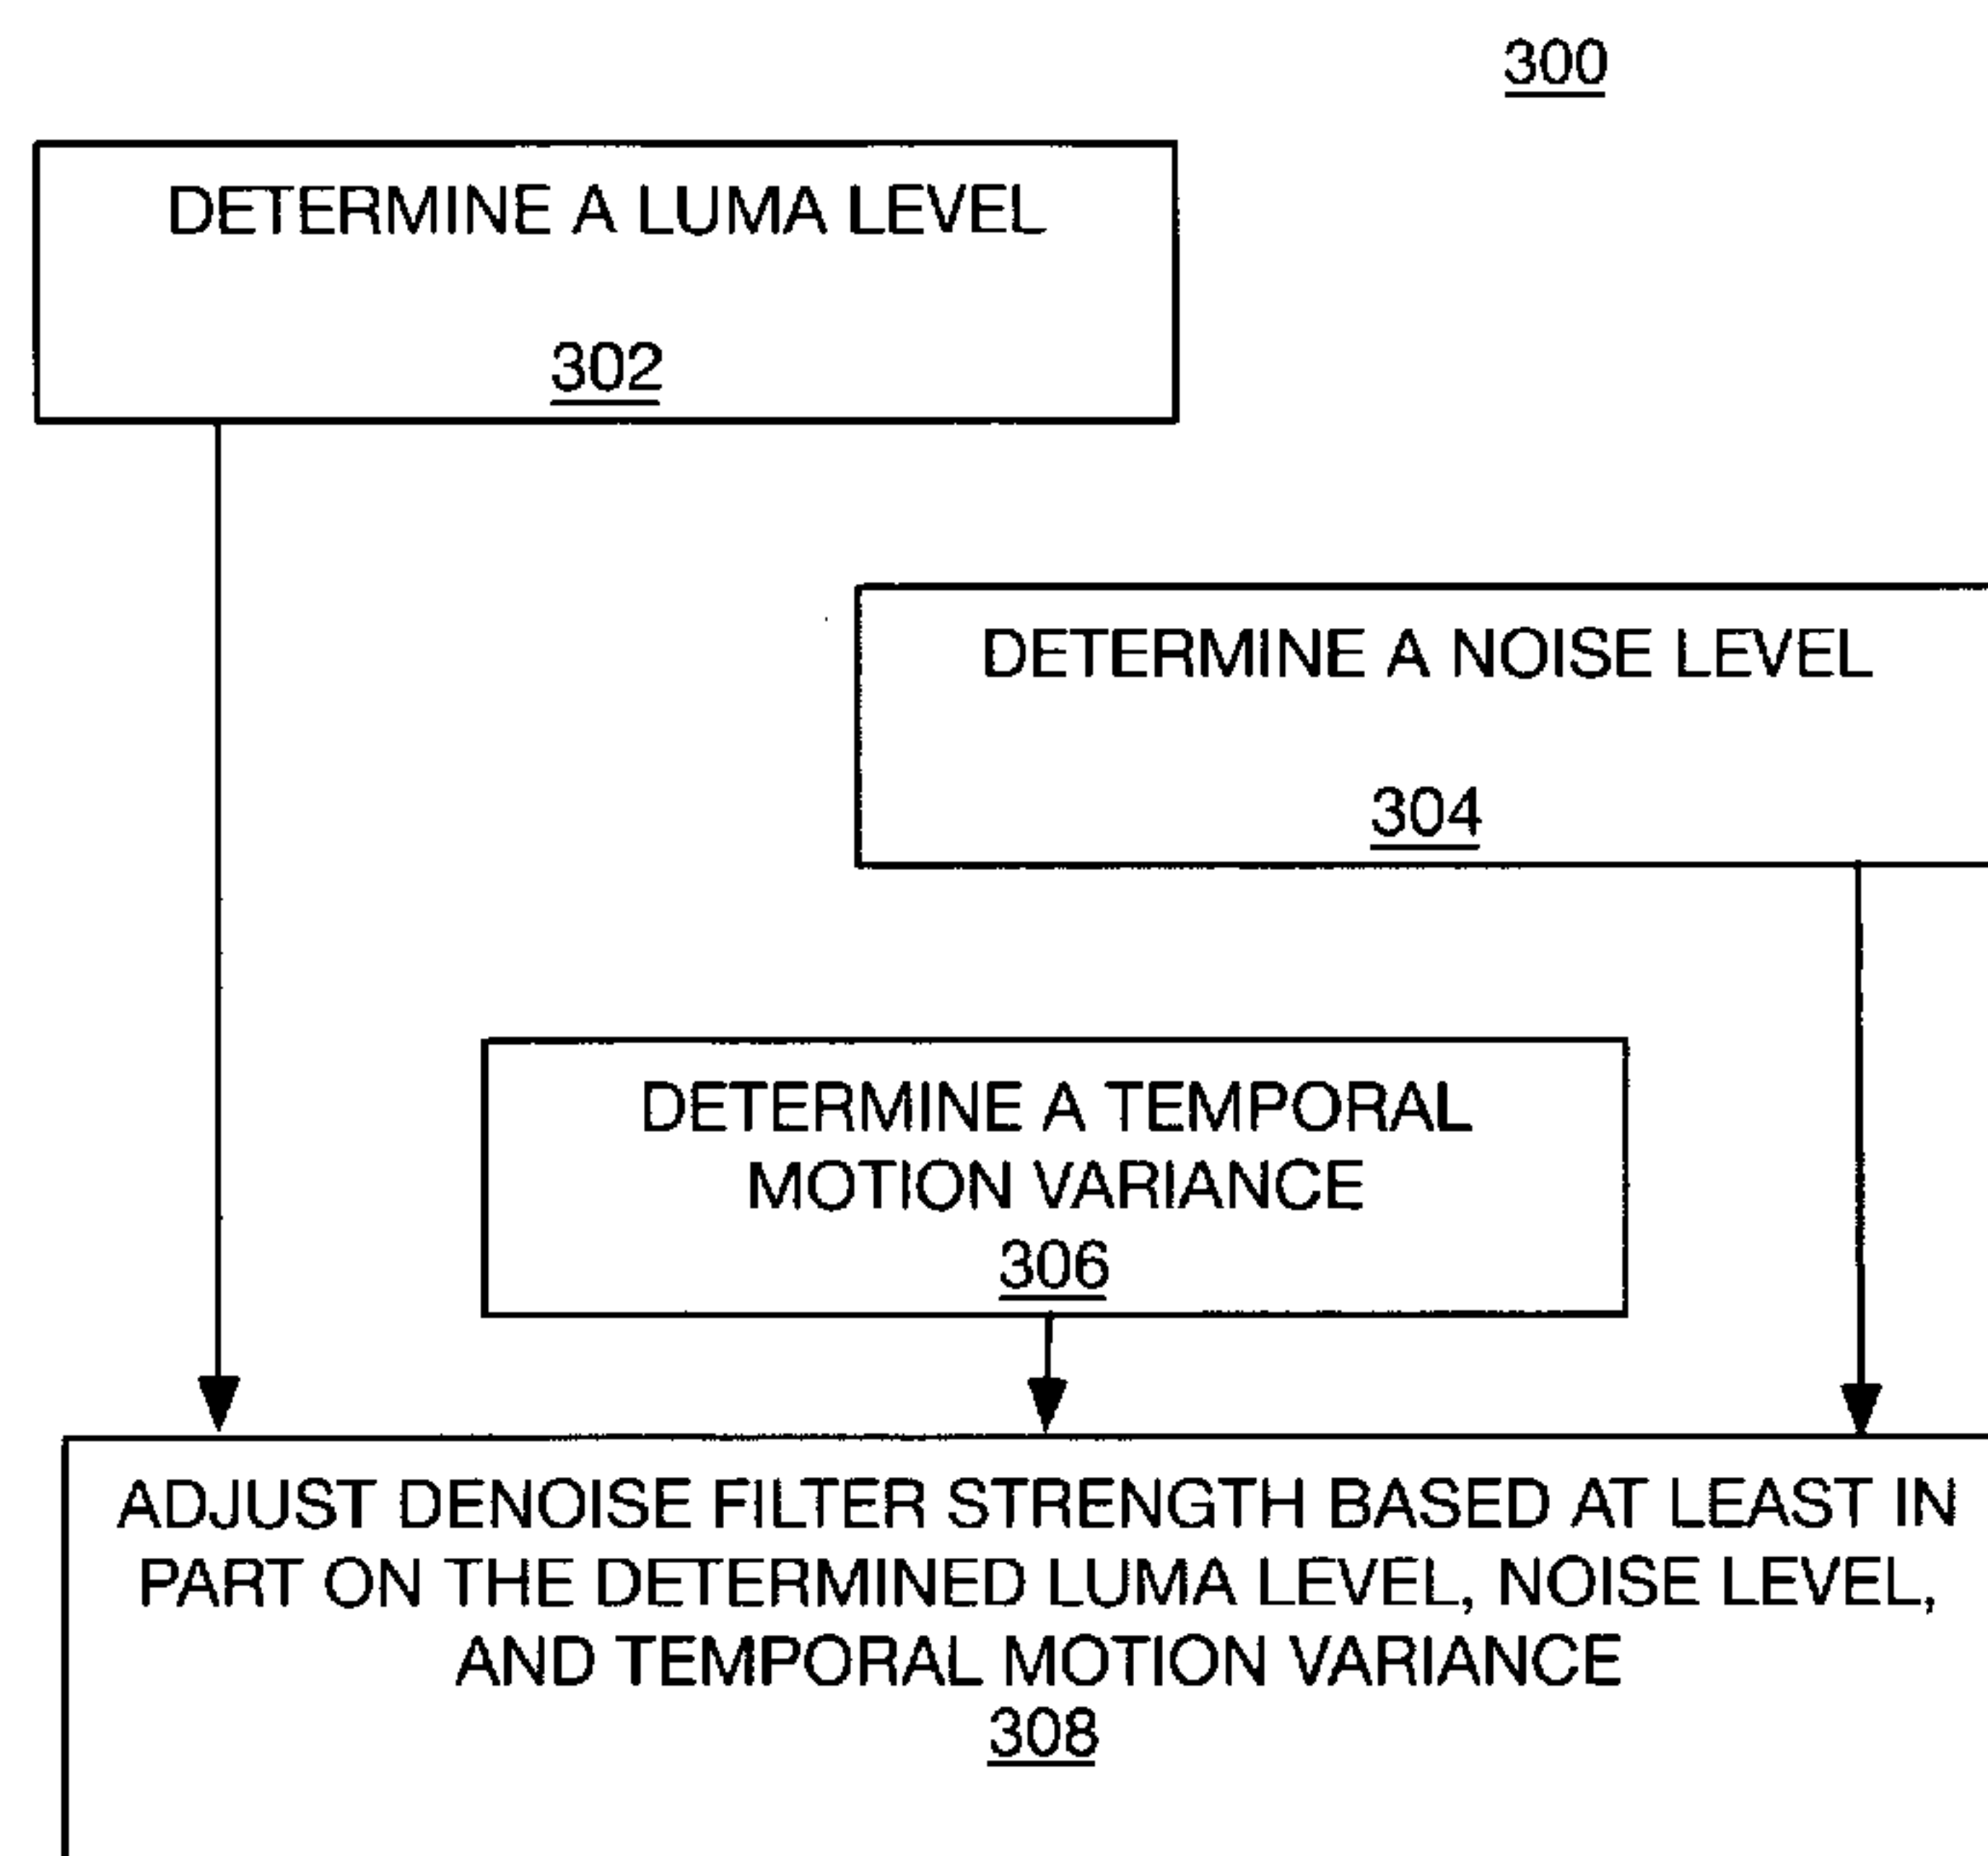 300
DETERMINE A LUMA LEVEL
302
DETERMINE A NOISE LEVEL
304
DETERMINE A TEMPORAL
MOTION VARIANCE
306
ADJUST DENOISE FILTER STRENGTH BASED AT LEAST IN
PART ON THE DETERMINED LUMA LEVEL, NOISE LEVEL,
AND TEMPORAL MOTION VARIANCE
308